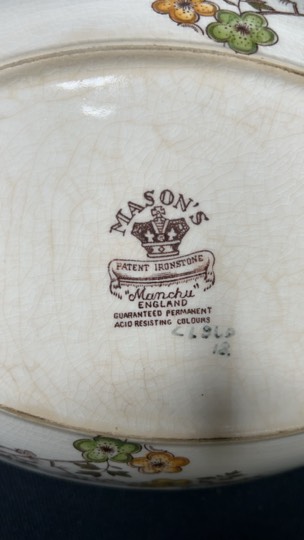 MASON'S
PATENT IRONSTONE
"Manchu"
ENGLAND
GUARANTEED PERMANENT
ACID RESISTING COLOURS